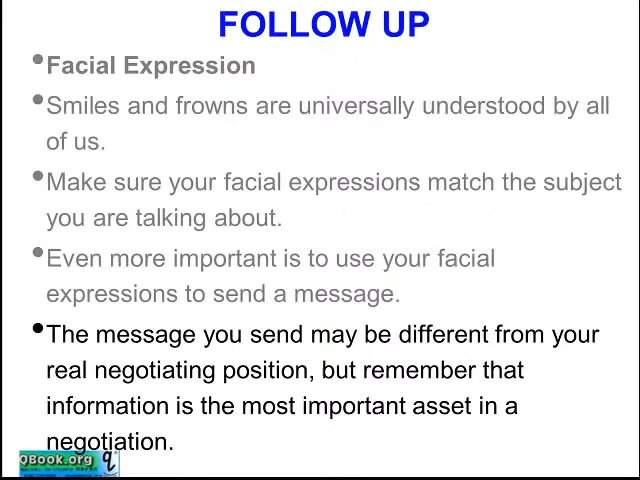 FOLLOW UP
•Facial Expression
•Smiles and frowns are universally understood by all
of us.
•Make sure your facial expressions match the subject
you are talking about.
•Even more important is to use your facial
expressions to send a message.
•The message you send may be different from your
real negotiating position, but remember that
information is the most important asset in a
negotiation.
QBook.org q